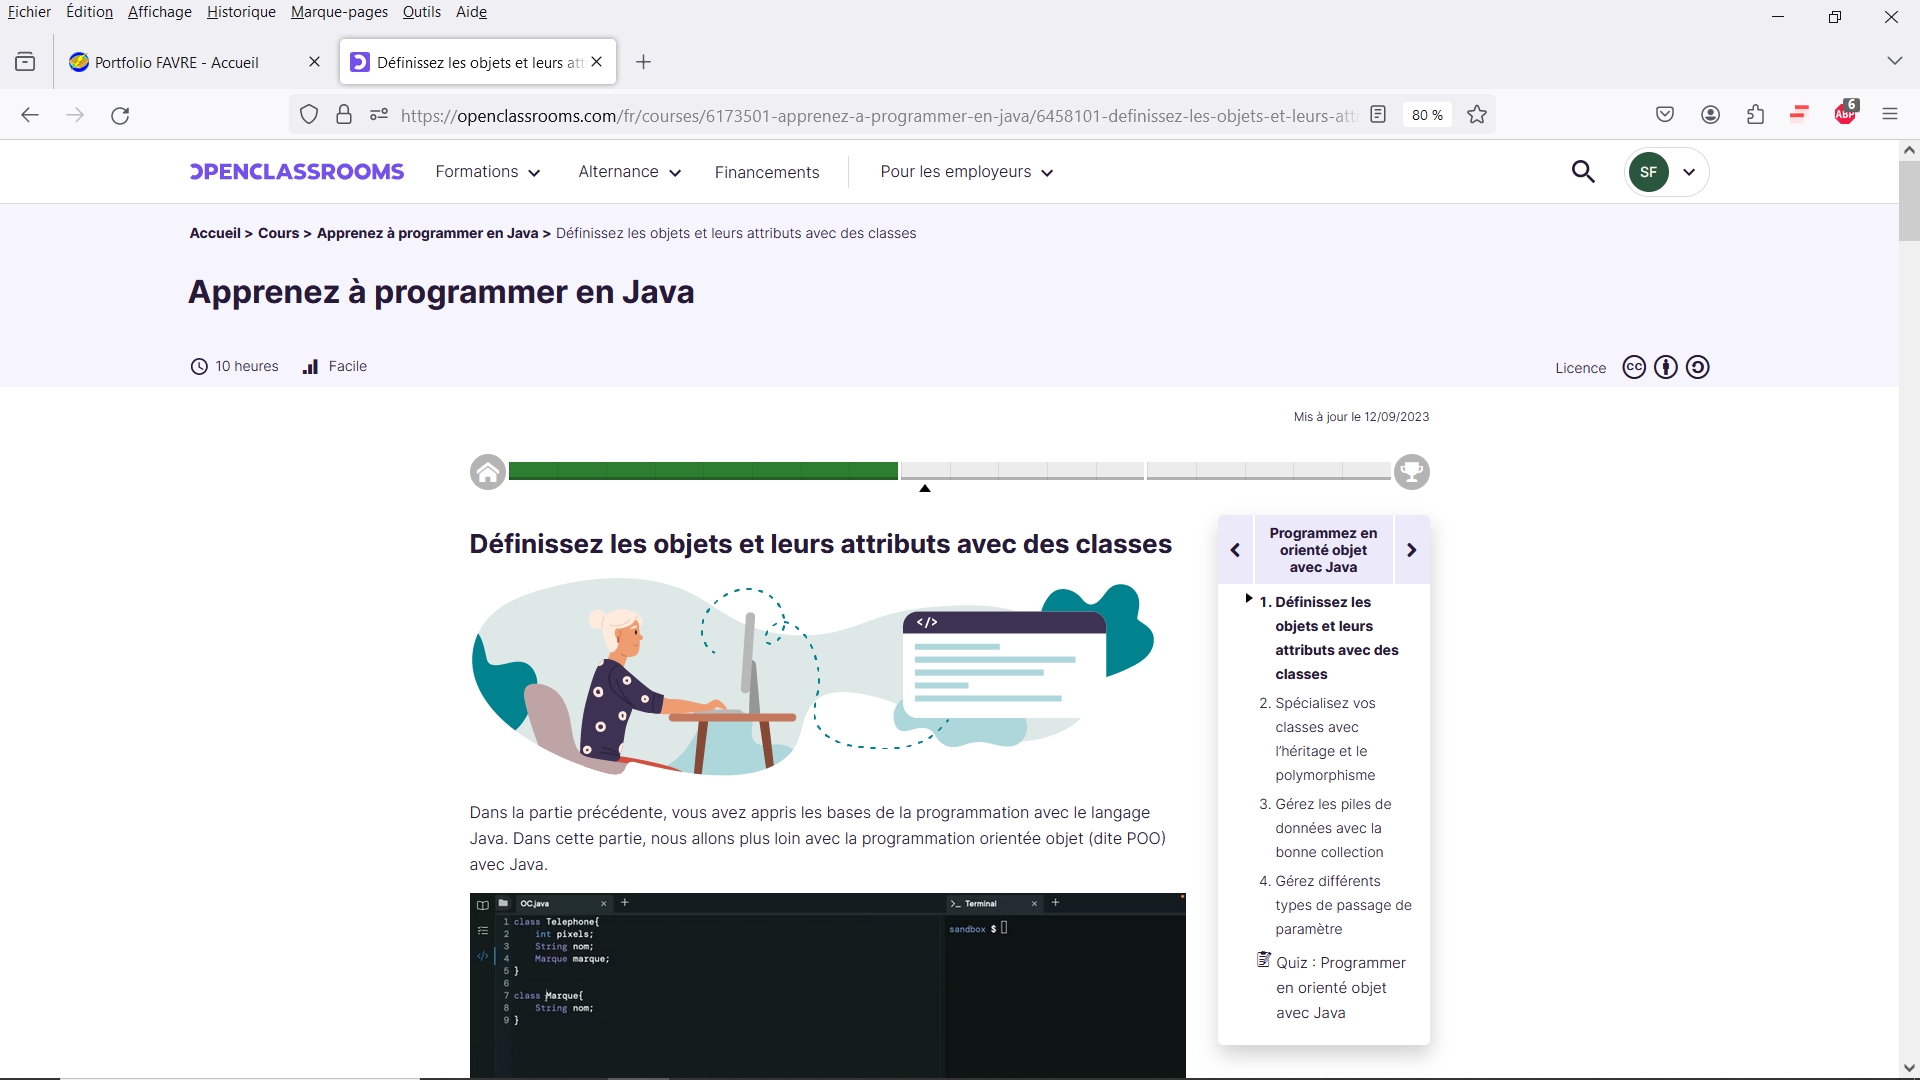 Fichier Édition Affichage Historique Marque-pages Outils Aide
Portfolio FAVRE - Accueil
Définissez les objets et leurs att
https://openclassrooms.com/fr/courses/6173501-apprenez-a-programmer-en-java/6458101-definissez-les-objets-et-leurs-att
80 %
6
ABP
OPENCLASSROOMS
Formations
Alternance
Financements
Pour les employeurs
SF
Accueil > Cours > Apprenez à programmer en Java > Définissez les objets et leurs attributs avec des classes
Apprenez à programmer en Java
10 heures
Facile
Licence
CC
Mis à jour le 12/09/2023
Définissez les objets et leurs attributs avec des classes
</>
Dans la partie précédente, vous avez appris les bases de la programmation avec le langage
Java. Dans cette partie, nous allons plus loin avec la programmation orientée objet (dite POO)
avec Java.
OC.java
1 class Telephone{
2 int pixels;
3 String nom;
4 Marque marque;
5 }
6
7 class Marque{
8 String nom;
9 }
>_ Terminal
sandbox $
Programmez en
orienté objet
avec Java
1. Définissez les
objets et leurs
attributs avec des
classes
2. Spécialisez vos
classes avec
l'héritage et le
polymorphisme
3. Gérez les piles de
données avec la
bonne collection
4. Gérez différents
types de passage de
paramètre
Quiz : Programmer
en orienté objet
avec Java